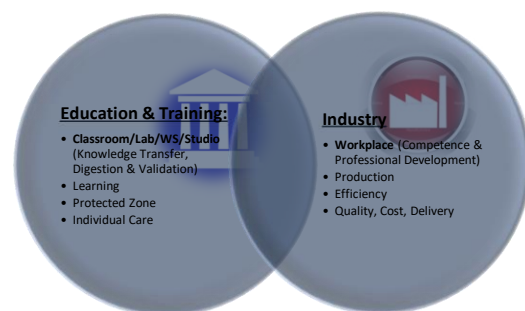 Education & Training:
• Classroom/Lab/WS/Studio
(Knowledge Transfer,
Digestion & Validation)
• Learning
• Protected Zone
• Individual Care
Industry
• Workplace (Competence &
Professional Development)
• Production
• Efficiency
• Quality, Cost, Delivery